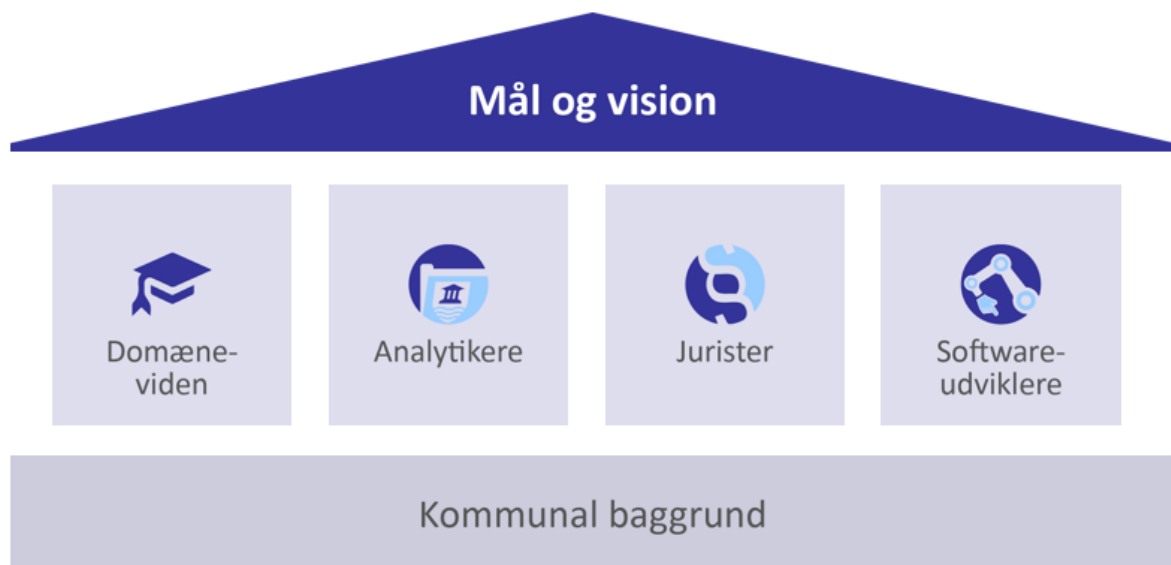 Mål og vision
Domæne-
viden
Analytikere
Jurister
Software-
udviklere
Kommunal baggrund